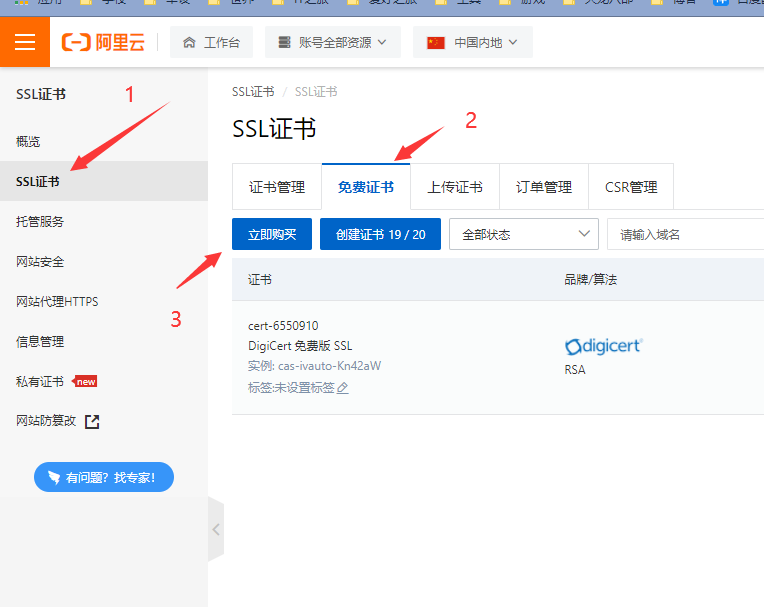 阿里云
工作台
账号全部资源
中国内地
SSL证书
1
概览
SSL证书
托管服务
网站安全
网站代理HTTPS
信息管理
私有证书 new
网站防篡改
有问题？找专家！
SSL证书 / SSL证书
SSL证书
2
证书管理
免费证书
上传证书
订单管理
CSR管理
立即购买
创建证书 19 / 20
全部状态
请输入域名
3
证书
品牌/算法
cert-6550910
DigiCert 免费版 SSL
实例: cas-ivauto-Kn42aW
标签:未设置标签
digicert
RSA